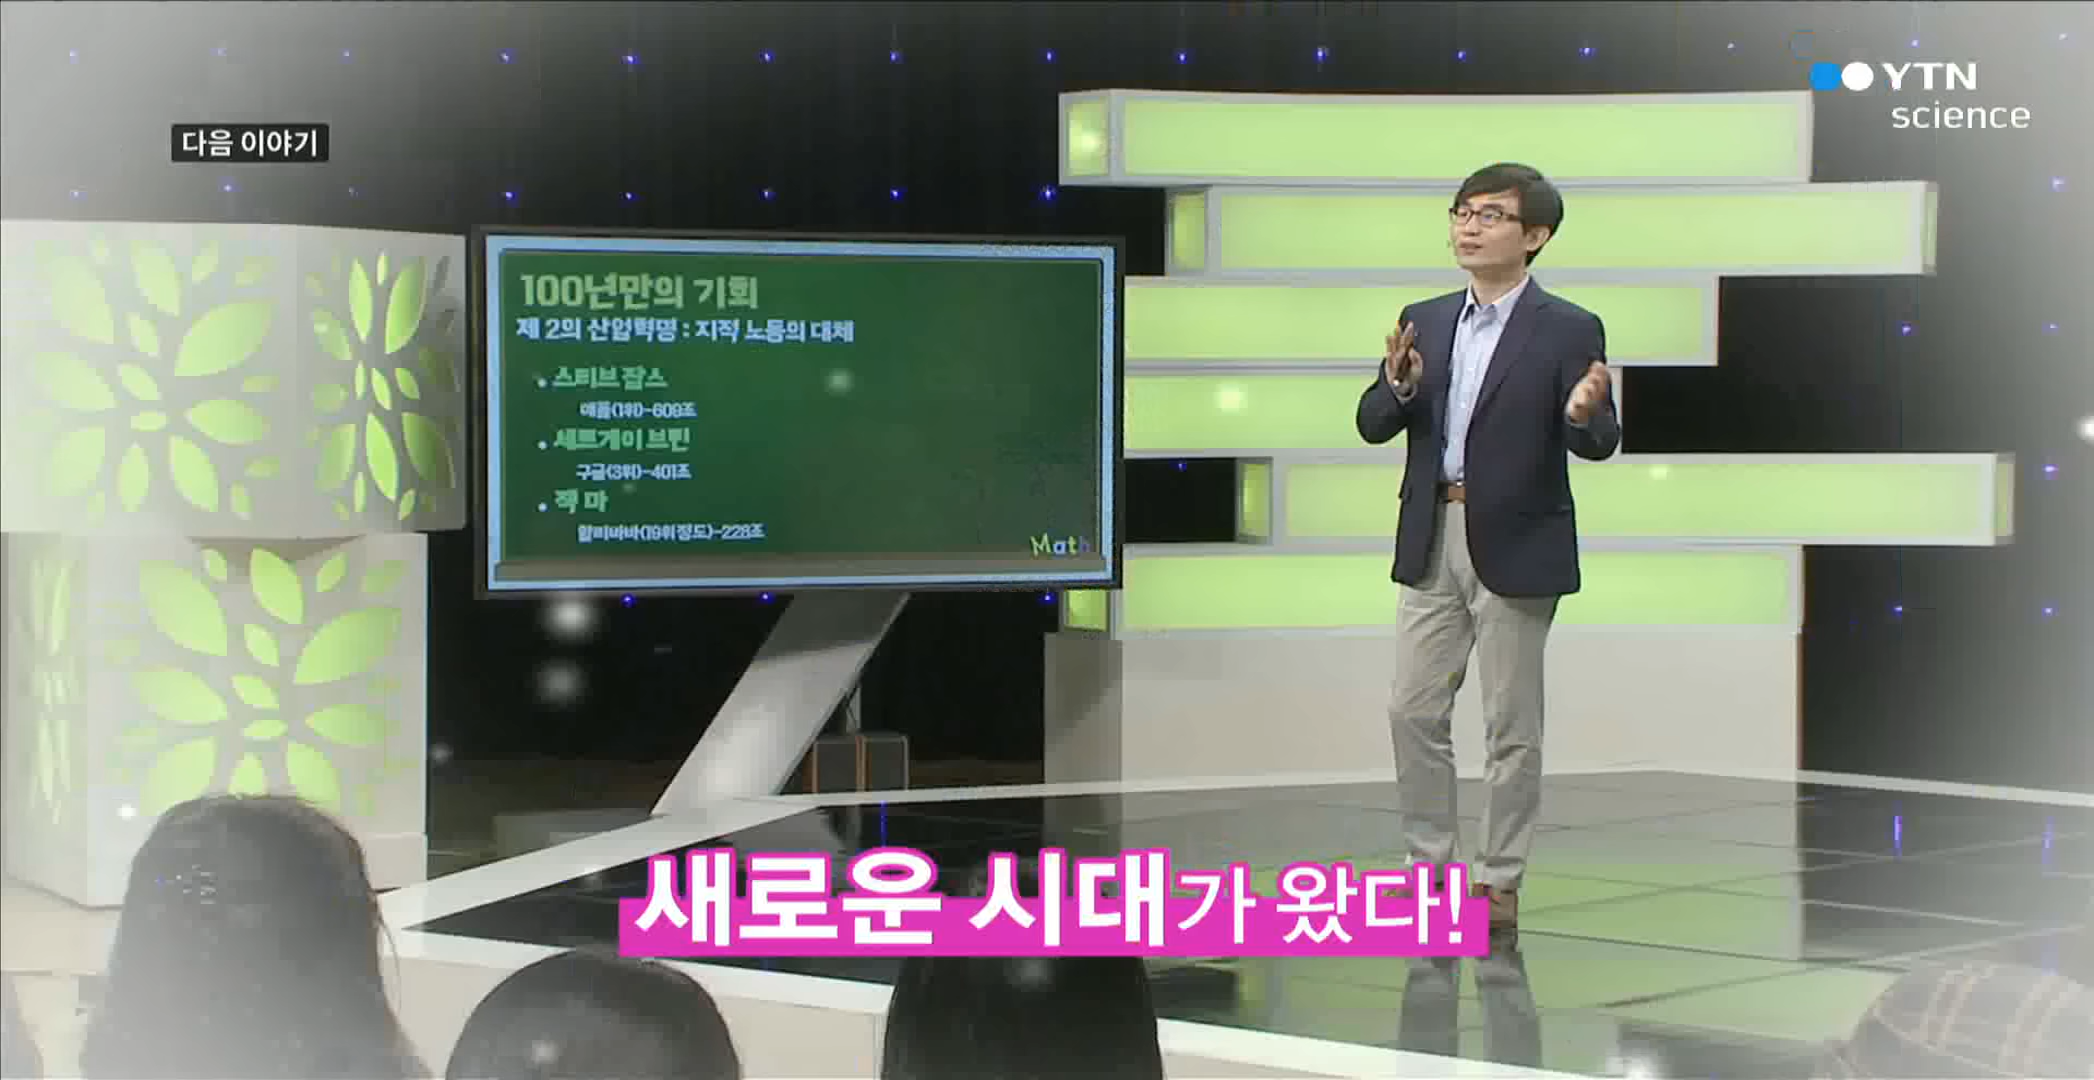 YTN
science
다음 이야기
100년만의 기회
제 2의 산업혁명 : 지적 노동의 대체
• 스티브 잡스
애플(1위)-609조
• 세르게이 브린
구글(3위)-401조
• 잭 마
알리바바(19위정도)-228조
Math
새로운 시대가 왔다!